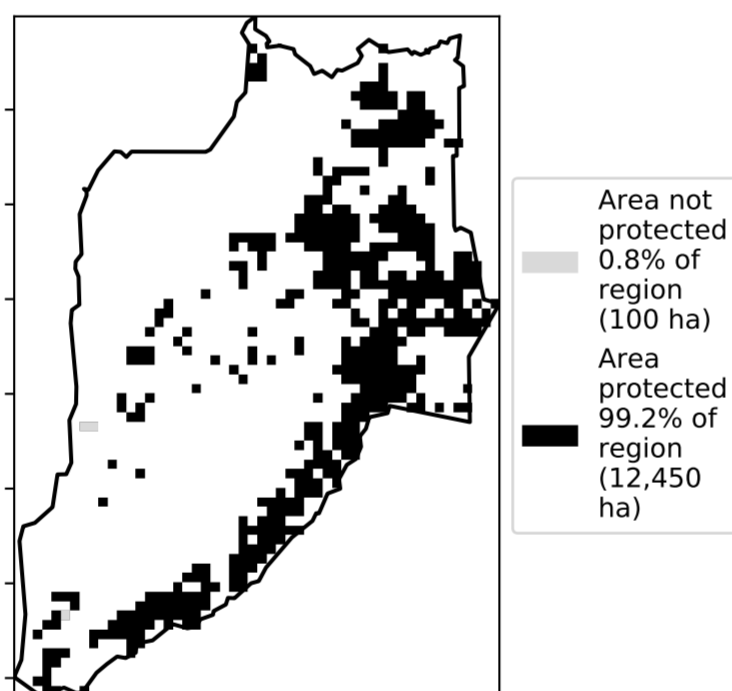 Area not
protected
0.8% of
region
(100 ha)
Area
protected
99.2% of
region
(12,450
ha)